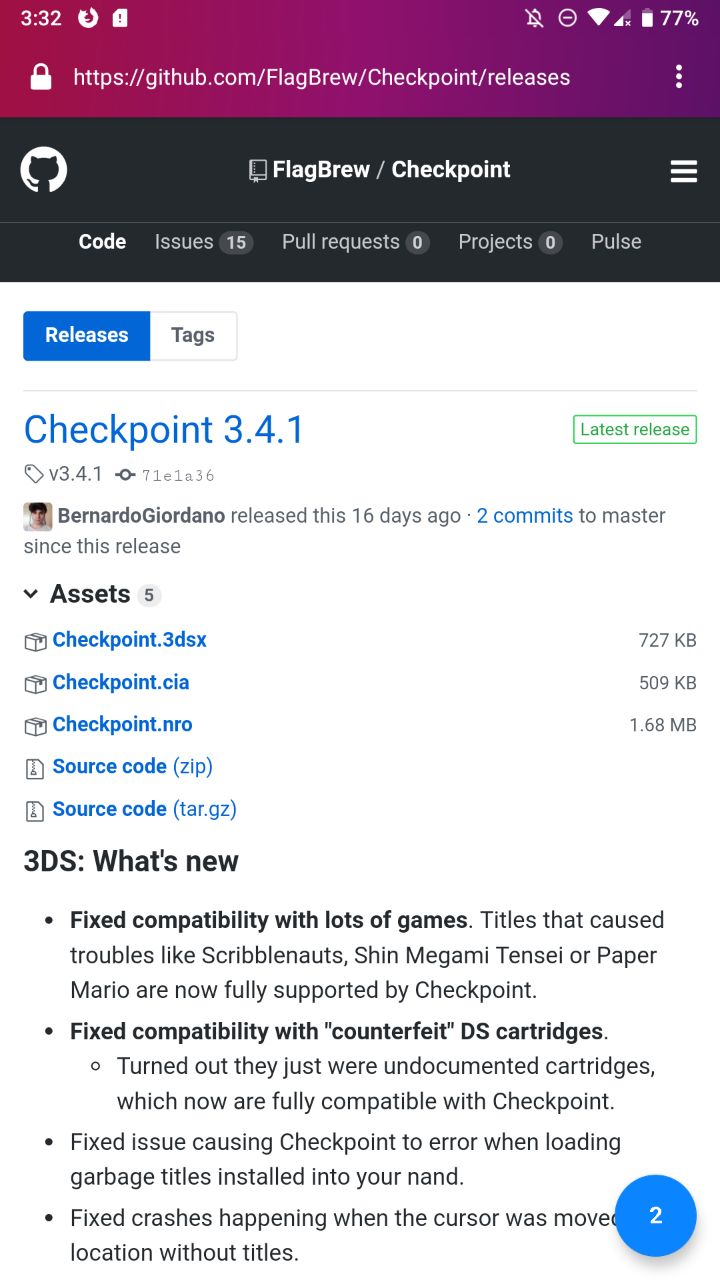 3:32 77%
https://github.com/FlagBrew/Checkpoint/releases
FlagBrew / Checkpoint
Code Issues 15 Pull requests 0 Projects 0 Pulse
Releases Tags
Checkpoint 3.4.1 Latest release
v3.4.1 71e1a36
BernardoGiordano released this 16 days ago · 2 commits to master
since this release
Assets 5
Checkpoint.3dsx 727 KB
Checkpoint.cia 509 KB
Checkpoint.nro 1.68 MB
Source code (zip)
Source code (tar.gz)
3DS: What's new
• Fixed compatibility with lots of games. Titles that caused
troubles like Scribblenauts, Shin Megami Tensei or Paper
Mario are now fully supported by Checkpoint.
• Fixed compatibility with "counterfeit" DS cartridges.
◦ Turned out they just were undocumented cartridges,
which now are fully compatible with Checkpoint.
• Fixed issue causing Checkpoint to error when loading
garbage titles installed into your nand.
• Fixed crashes happening when the cursor was moved
location without titles.
2